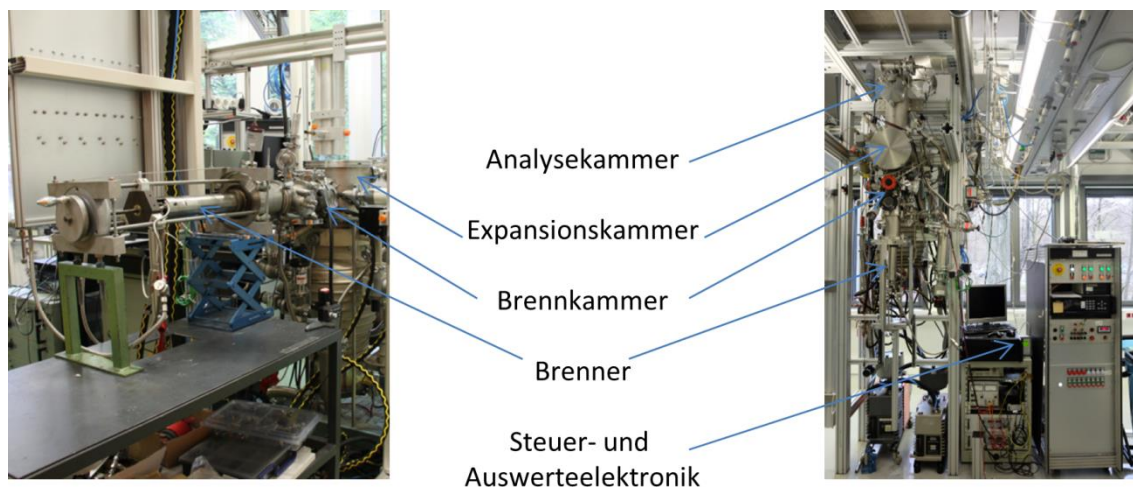 Analysekammer
Expansionskammer
Brennkammer
Brenner
Steuer- und
Auswerteelektronik